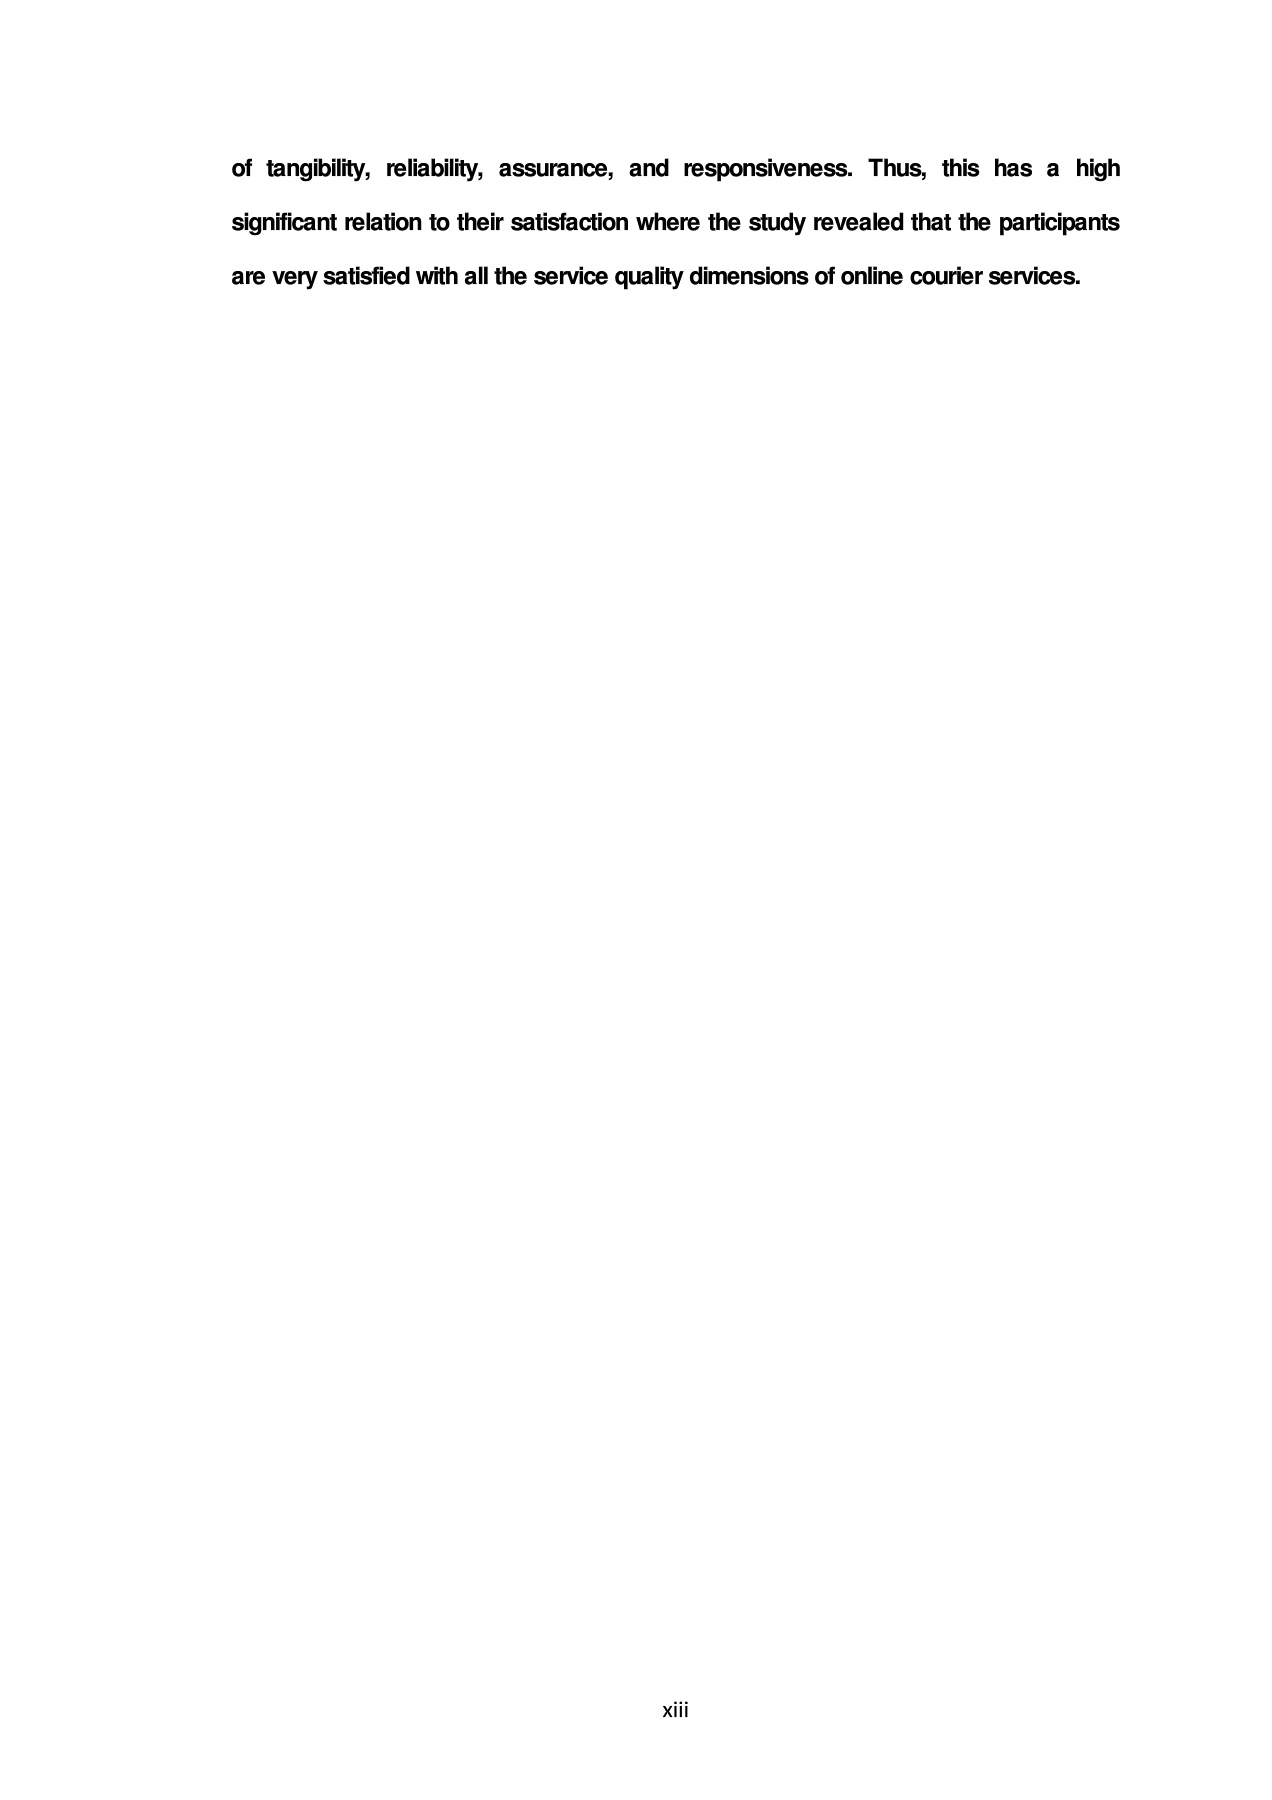 of tangibility, reliability, assurance, and responsiveness. Thus, this has a high
significant relation to their satisfaction where the study revealed that the participants
are very satisfied with all the service quality dimensions of online courier services.
xiii